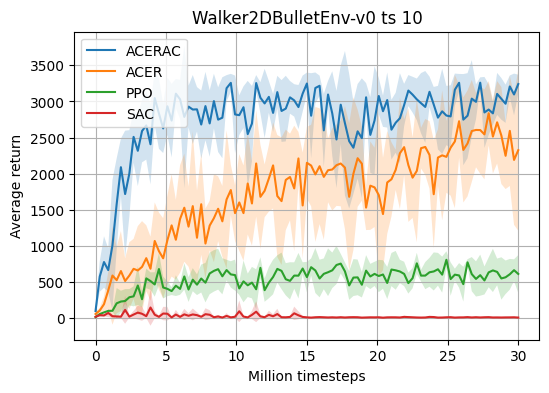 Walker2DBulletEnv-v0 ts 10
ACERAC
ACER
PPO
SAC
Average return
3500
3000
2500
2000
1500
1000
500
0
0 5 10 15 20 25 30
Million timesteps